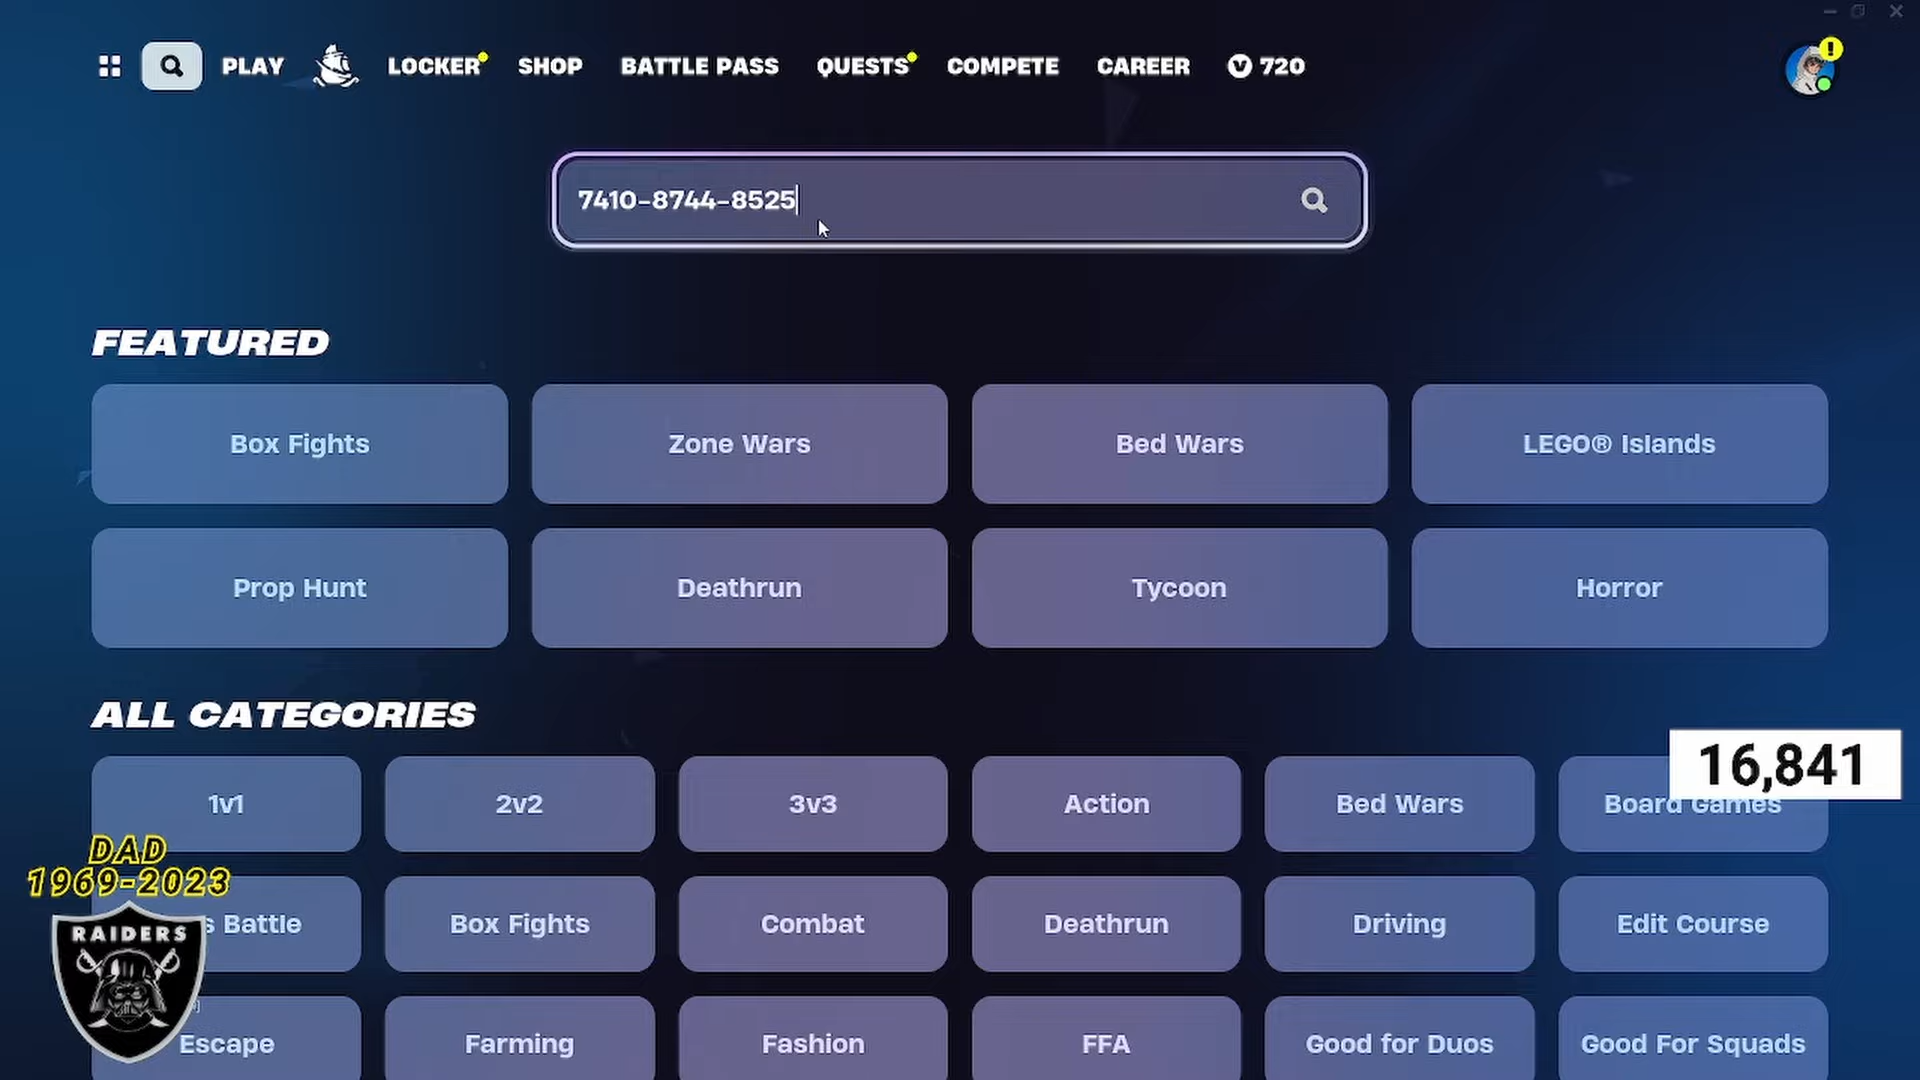 PLAY LOCKER SHOP BATTLE PASS QUESTS COMPETE CAREER 720
7410-8744-8525
FEATURED
Box Fights Zone Wars Bed Wars LEGO® Islands
Prop Hunt Deathrun Tycoon Horror
ALL CATEGORIES
16,841
1v1 2v2 3v3 Action Bed Wars Board Games
DAD
1969-2023
s Battle Box Fights Combat Deathrun Driving Edit Course
RAIDERS
Escape Farming Fashion FFA Good for Duos Good For Squads